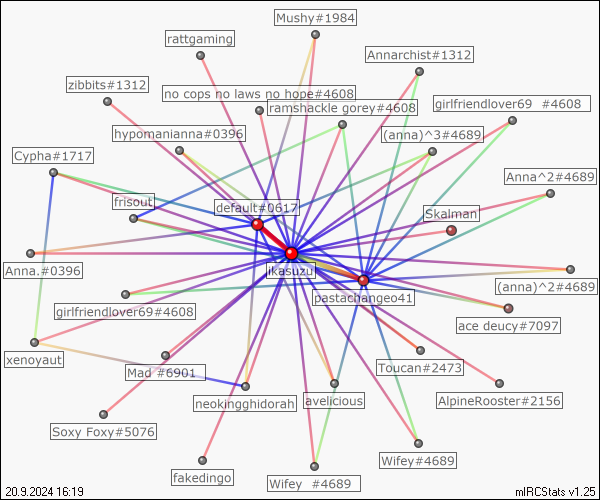 Mushy#1984
rattgaming
Annarchist#1312
zibbits#1312
no cops no laws no hope#4608
ramshackle gorey#4608
girlfriendlover69 #4608
hypomanianna#0396
(anna)^3#4689
Cypha#1717
Anna^2#4689
frisout
default#0617
Skalman
Anna.#0396
ikasuzu
(anna)^2#4689
pastachangeo41
girlfriendlover69#4608
ace deucy#7097
xenoyaut
Mad #6901
Toucan#2473
neokingghidorah
avelicious
AlpineRooster#2156
Soxy Foxy#5076
Wifey#4689
fakedingo
Wifey #4689
20.9.2024 16:19
mIRCStats v1.25